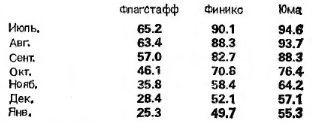 Флагстафф Финикс Юма
Июль. 65.2 90.1 94.6
Авг. 63.4 88.3 93.7
Сент. 57.0 82.7 88.3
Окт. 46.1 70.8 76.4
Нояб. 35.8 58.4 64.2
Дек. 28.4 52.1 57.1
Янв. 25.3 49.7 55.3